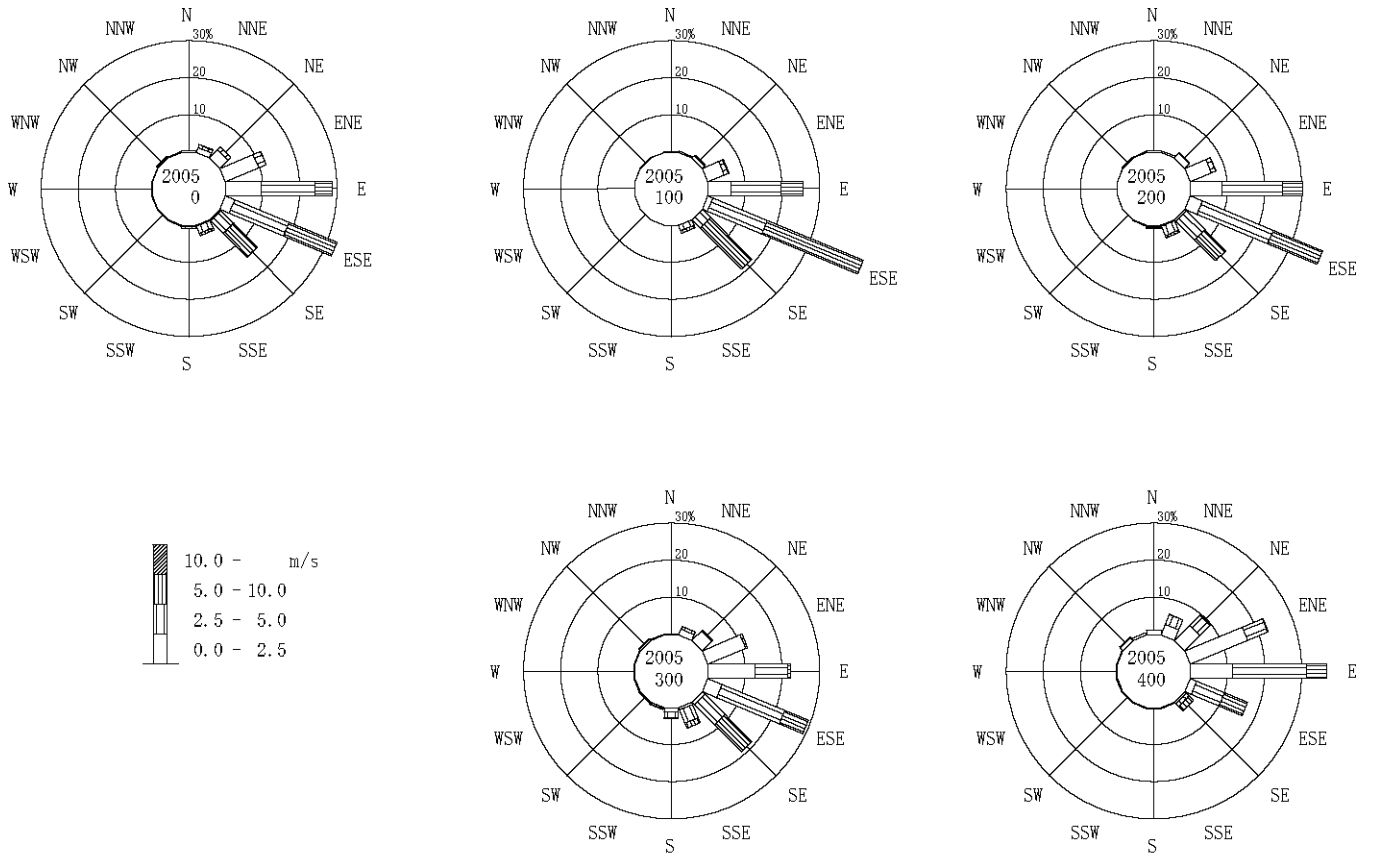 N
NNW 30% NNE
NW 20 NE
WNW 10 ENE
2005
W 0 E
WSW ESE
SW SE
SSW SSE
S
N
NNW 30% NNE
NW 20 NE
WNW 10 ENE
2005
W 100 E
WSW ESE
SW SE
SSW SSE
S
N
NNW 30% NNE
NW 20 NE
WNW 10 ENE
2005
W 200 E
WSW ESE
SW SE
SSW SSE
S
10.0 - m/s
5.0 - 10.0
2.5 - 5.0
0.0 - 2.5
N
NNW 30% NNE
NW 20 NE
WNW 10 ENE
2005
W 300 E
WSW ESE
SW SE
SSW SSE
S
N
NNW 30% NNE
NW 20 NE
WNW 10 ENE
2005
W 400 E
WSW ESE
SW SE
SSW SSE
S